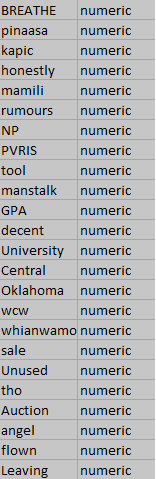 BREATHE numeric
pinaasa numeric
kapic numeric
honestly numeric
mamili numeric
rumours numeric
NP numeric
PVRIS numeric
tool numeric
manstalk numeric
GPA numeric
decent numeric
University numeric
Central numeric
Oklahoma numeric
wcw numeric
whianwamo numeric
sale numeric
Unused numeric
tho numeric
Auction numeric
angel numeric
flown numeric
Leaving numeric